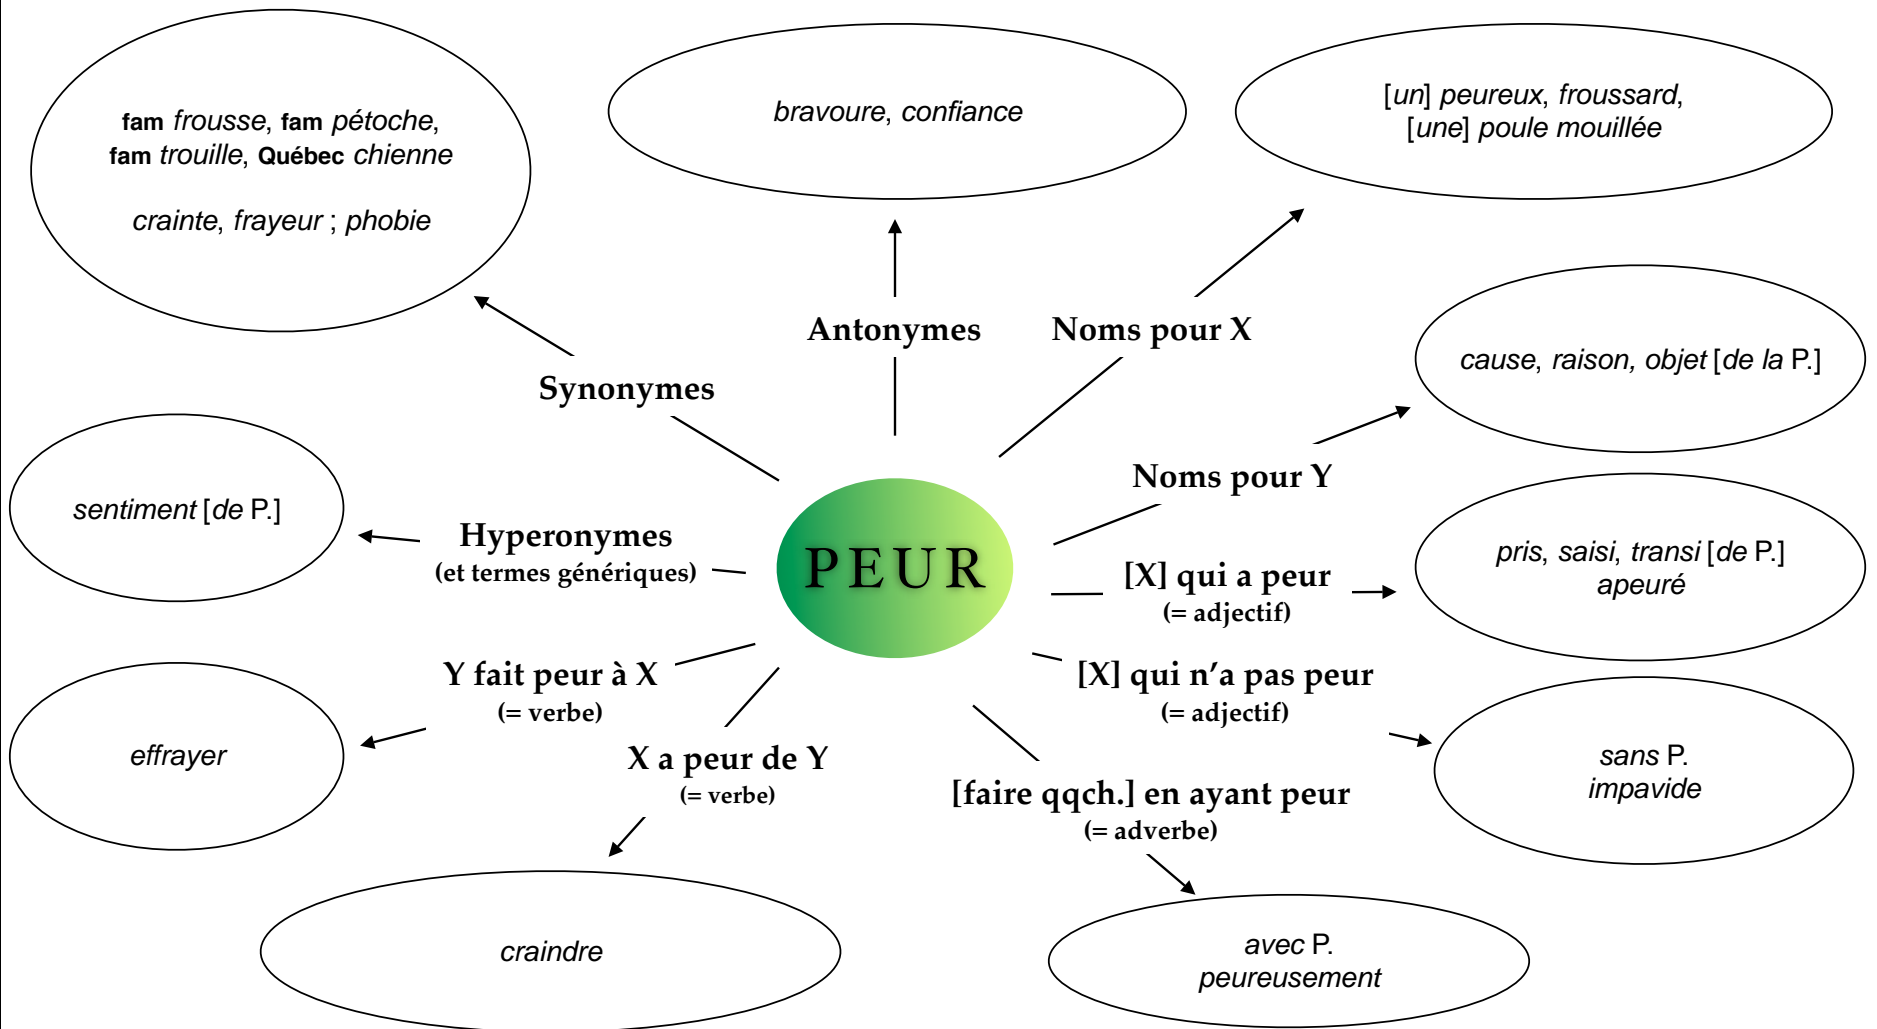 fam frousse, fam pétoche,
fam trouille, Québec chienne
crainte, frayeur ; phobie
bravoure, confiance
[un] peureux, froussard,
[une] poule mouillée
Antonymes
Noms pour X
cause, raison, objet [de la P.]
Synonymes
Noms pour Y
sentiment [de P.]
Hyperonymes
(et termes génériques)
PEUR
[X] qui a peur
(= adjectif)
pris, saisi, transi [de P.]
apeuré
Y fait peur à X
(= verbe)
[X] qui n’a pas peur
(= adjectif)
effrayer
X a peur de Y
(= verbe)
[faire qqch.] en ayant peur
(= adverbe)
sans P.
impavide
craindre
avec P.
peureusement